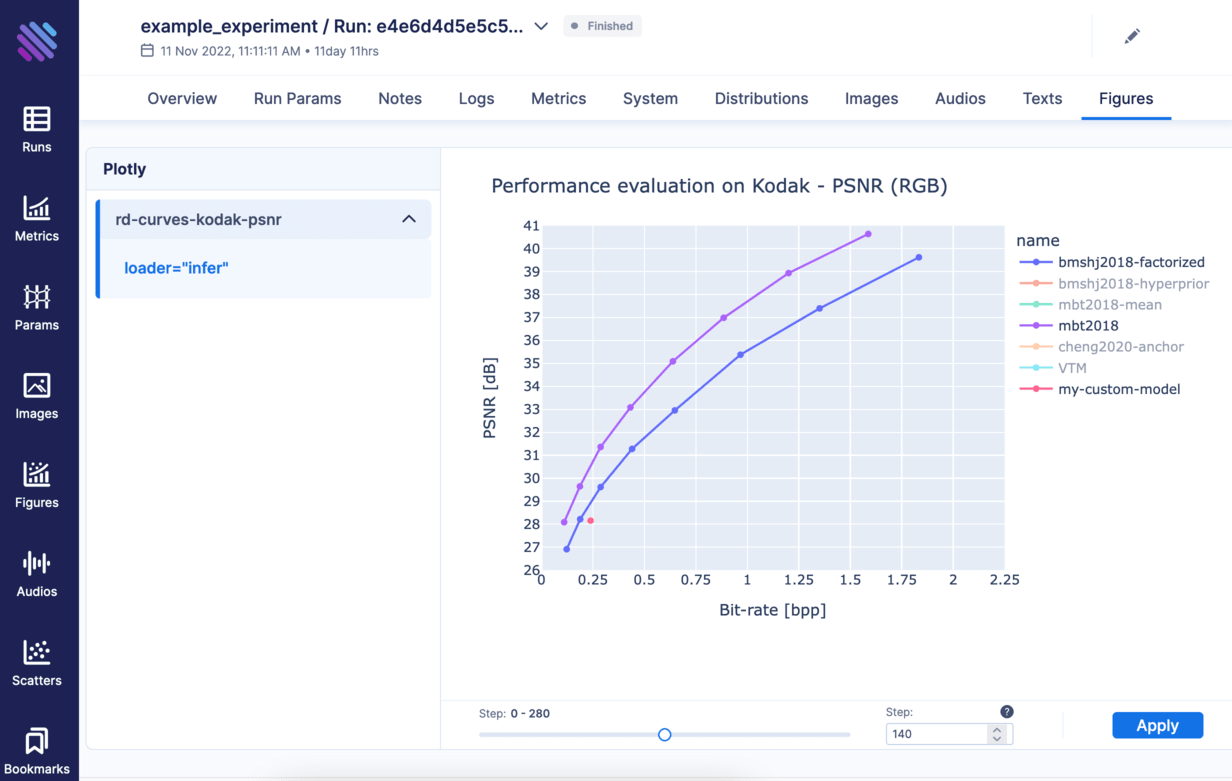 example_experiment / Run: e4e6d4d5e5c5...
Finished
11 Nov 2022, 11:11:11 AM • 11day 11hrs
Overview
Run Params
Notes
Logs
Metrics
System
Distributions
Images
Audios
Texts
Figures
Runs
Metrics
Params
Images
Figures
Audios
Scatters
Bookmarks
Plotly
rd-curves-kodak-psnr
loader="infer"
Performance evaluation on Kodak - PSNR (RGB)
PSNR [dB]
41
40
39
38
37
36
35
34
33
32
31
30
29
28
27
26
0
0.25
0.5
0.75
1
1.25
1.5
1.75
2
2.25
Bit-rate [bpp]
name
bmshj2018-factorized
bmshj2018-hyperprior
mbt2018-mean
mbt2018
cheng2020-anchor
VTM
my-custom-model
Step: 0 - 280
Step:
?
140
Apply